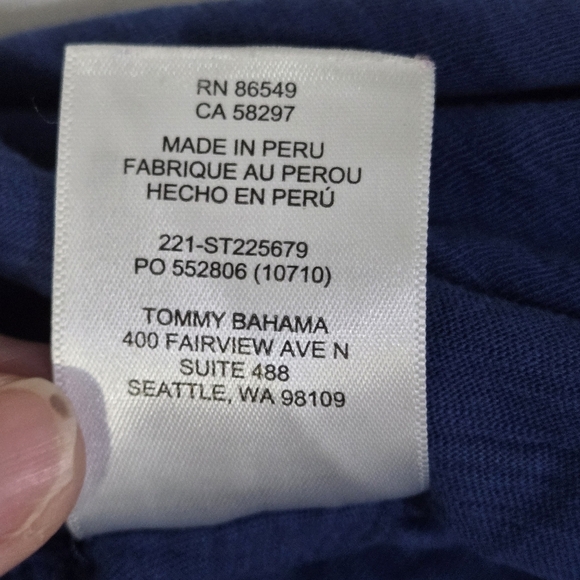 RN 86549
CA 58297
MADE IN PERU
FABRIQUE AU PEROU
HECHO EN PERÚ
221-ST225679
PO 552806 (10710)
TOMMY BAHAMA
400 FAIRVIEW AVE N
SUITE 488
SEATTLE, WA 98109